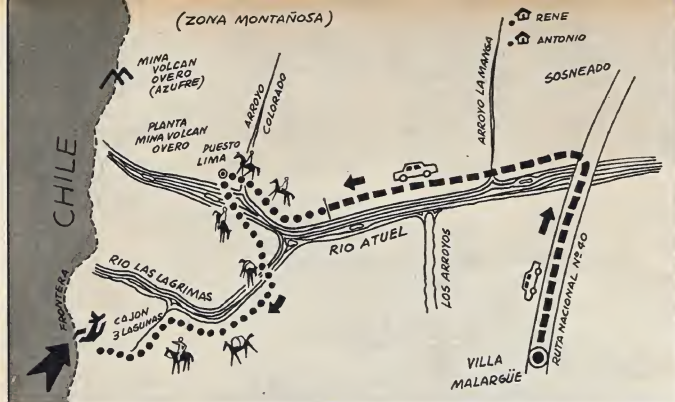 (ZONA MONTAÑOSA)
RENE
ANTONIO
SOSNEADO
MINA
VOLCAN
OVERO
(AZUFRE)
ARROYO
COLORADO
ARROYO LA MANGA
PLANTA
MINA VOLCAN
OVERO
PUESTO
LIMA
CHILE
RIO ATUEL
LOS ARROYOS
RIO LAS LAGRIMAS
FRONTERA
CAJON
3 LAGUNAS
RUTA NACIONAL Nº 40
VILLA
MALARGÜE